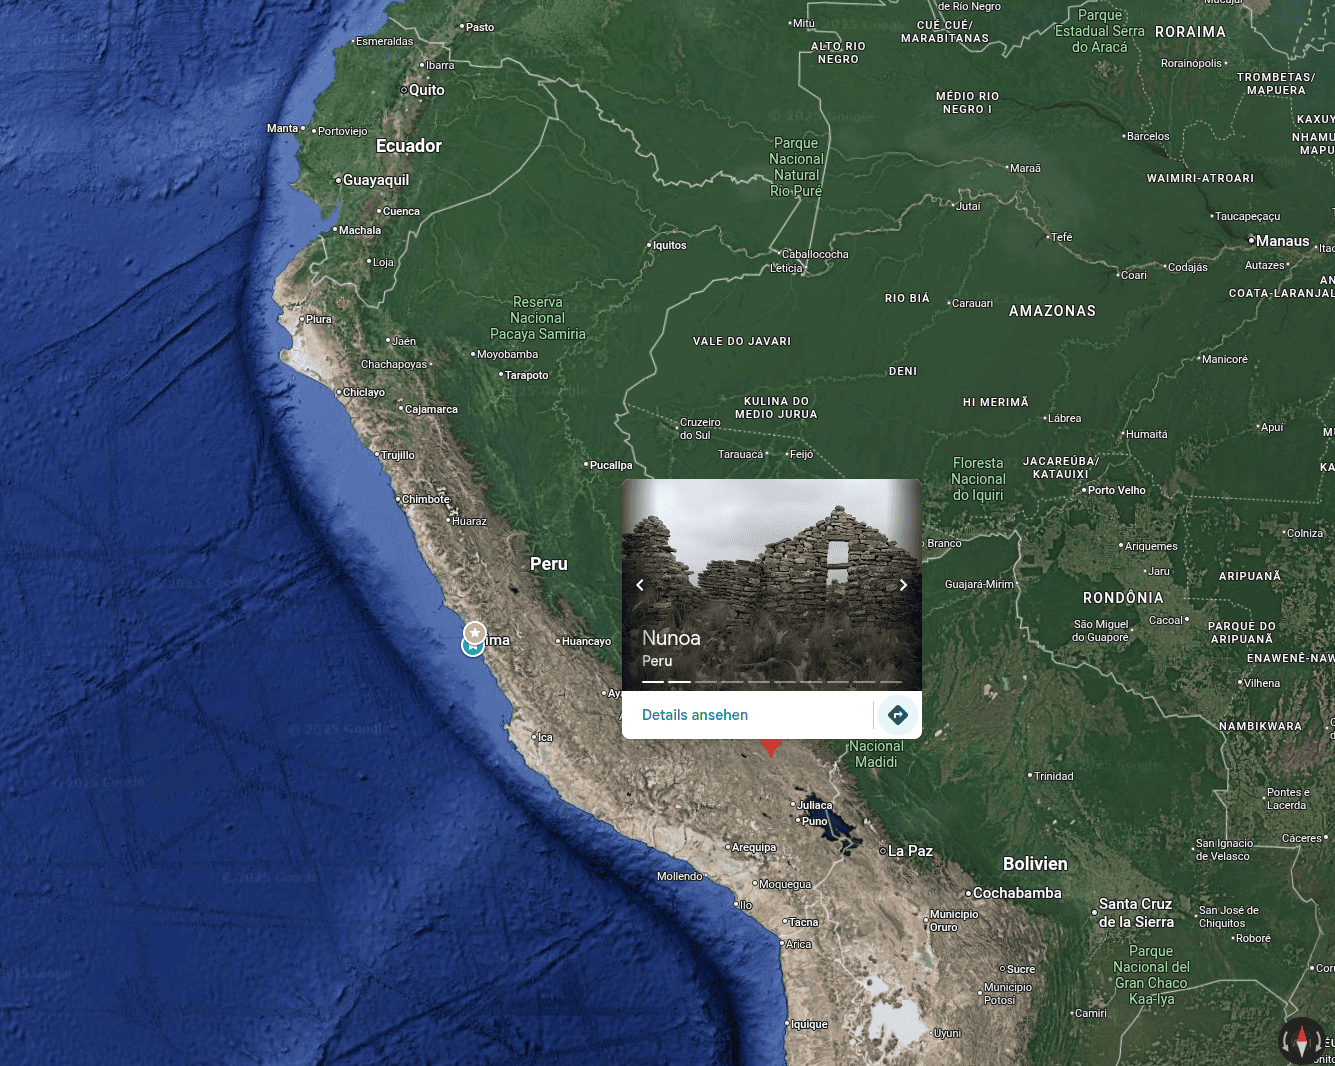 Pasto
Esmeraldas
Ibarra
Quito
Manta
Portoviejo
Ecuador
Guayaquil
Cuenca
Machala
Loja
Mitú
ALTO RIO
NEGRO
de Río Negro
CUÉ CUÉ/
MARABITANAS
Parque
Estadual Serra
do Aracá
RORAIMA
Rorainópolis
TROMBETAS/
MAPUERA
MÉDIO RIO
NEGRO I
© 2025 Google
Barcelos
Parque
Nacional
Natural
Río Puré
Maraã
WAIMIRI-ATROARI
Jutaí
Taucapeçaçu
Tefé
Manaus
Iquitos
Caballococha
Leticia
Codajás
Coari
Autazes
COATA-LARANJAL
Reserva
Nacional
Pacaya Samiria
RIO BIÁ
Carauari
AMAZONAS
Piura
Jaén
Moyobamba
Chachapoyas
Tarapoto
VALE DO JAVARI
Manicoré
DENI
Chiclayo
Cajamarca
KULINA DO
MEDIO JURUA
HI MERIMÃ
Cruzeiro
do Sul
Lábrea
Apuí
Humaitá
Trujillo
Tarauacá
Feijó
Pucallpa
Floresta
Nacional
do Iquiri
JACAREÚBA/
KATAUIXI
Porto Velho
Chimbote
Huaraz
Peru
o Branco
Colniza
Ariquemes
Jaru
Guajará-Mirim
ARIPUANÃ
RONDÔNIA
São Miguel
do Guaporé
Cacoal
PARQUE DO
ARIPUANÃ
ima
Huancayo
Nunoa
Peru
ENAWENÊ-NAW
Vilhena
Details ansehen
NAMBIKWARA
Ica
Nacional
Madidi
© 2025 Google
Trinidad
Pontes e
Lacerda
Juliaca
Puno
Arequipa
La Paz
San Ignacio
de Velasco
Cáceres
Bolivien
Mollendo
Moquegua
Cochabamba
Ilo
Tacna
Arica
Municipio
Oruro
Santa Cruz
de la Sierra
San José de
Chiquitos
Roboré
Parque
Nacional del
Gran Chaco
Kaa-Iya
Sucre
Municipio
Potosí
Camiri
Iquique
Uyuni